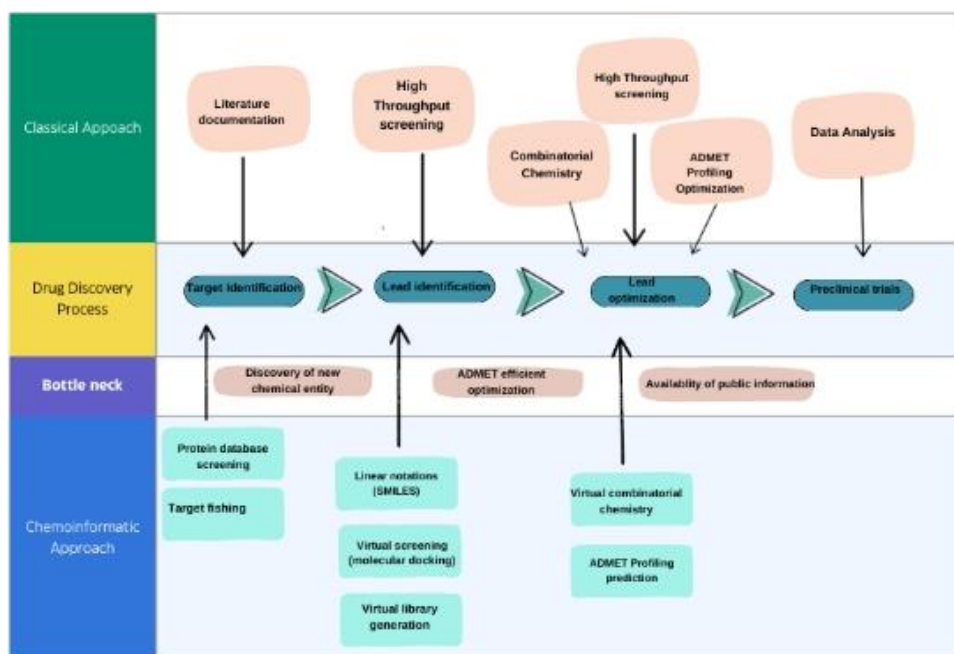 Classical Appoach
Literature
documentation
High
Throughput
screening
High Throughput
screening
Combinatorial
Chemistry
ADMET
Profiling
Optimization
Data Analysis
Drug Discovery
Process
Target Identification
Lead identification
Lead
optimization
Preclinical trials
Bottle neck
Discovery of new
chemical entity
ADMET efficient
optimization
Availablity of public information
Chemoinformatic
Approach
Protein database
screening
Target fishing
Linear notations
(SMILES)
Virtual screening
(molecular docking)
Virtual library
generation
Virtual combinatorial
chemistry
ADMET Profiling
prediction